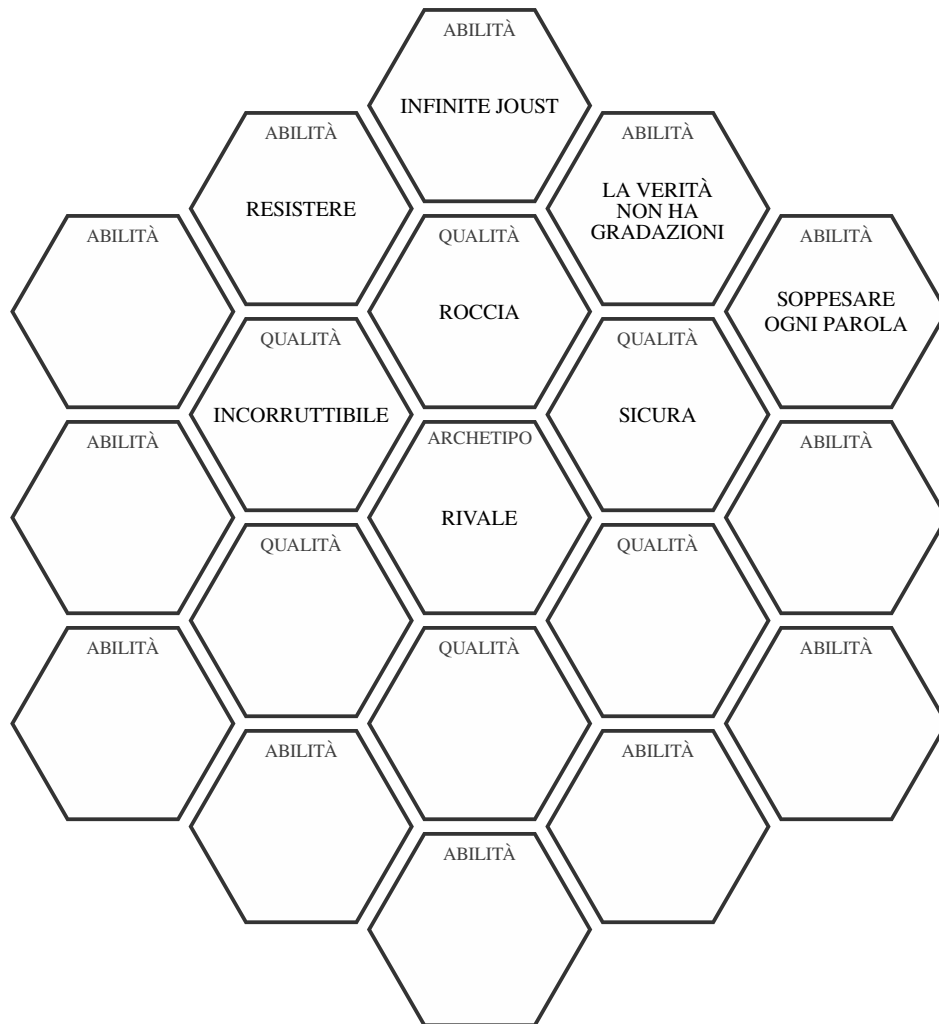 ABILITÀ
INFINITE JOUST
ABILITÀ
RESISTERE
ABILITÀ
LA VERITÀ
NON HA
GRADAZIONI
ABILITÀ
QUALITÀ
ROCCIA
ABILITÀ
SOPPESARE
OGNI PAROLA
QUALITÀ
INCORRUTTIBILE
QUALITÀ
SICURA
ABILITÀ
ARCHETIPO
RIVALE
ABILITÀ
QUALITÀ
QUALITÀ
ABILITÀ
QUALITÀ
ABILITÀ
ABILITÀ
ABILITÀ
ABILITÀ